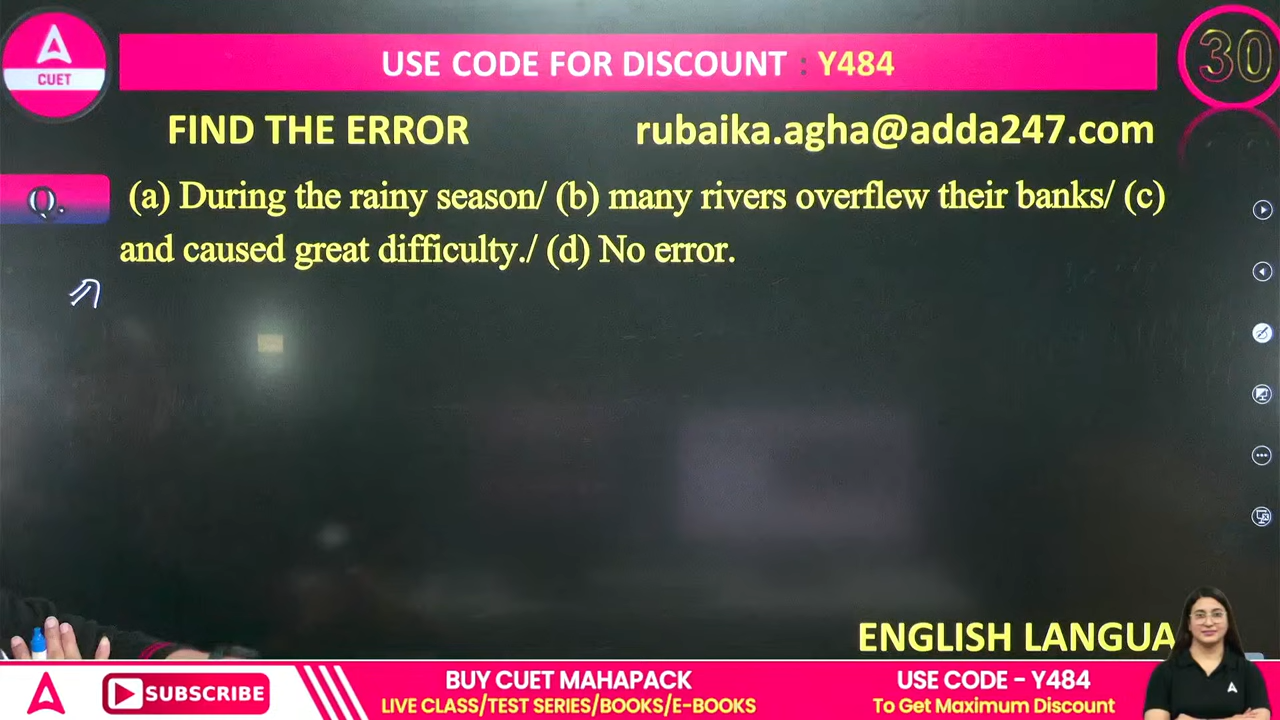 CUET
USE CODE FOR DISCOUNT : Y484
30
FIND THE ERROR
rubaika.agha@adda247.com
Q.
(a) During the rainy season/ (b) many rivers overflew their banks/ (c)
and caused great difficulty./ (d) No error.
ENGLISH LANGUA
SUBSCRIBE
BUY CUET MAHAPACK
LIVE CLASS/TEST SERIES/BOOKS/E-BOOKS
USE CODE - Y484
To Get Maximum Discount